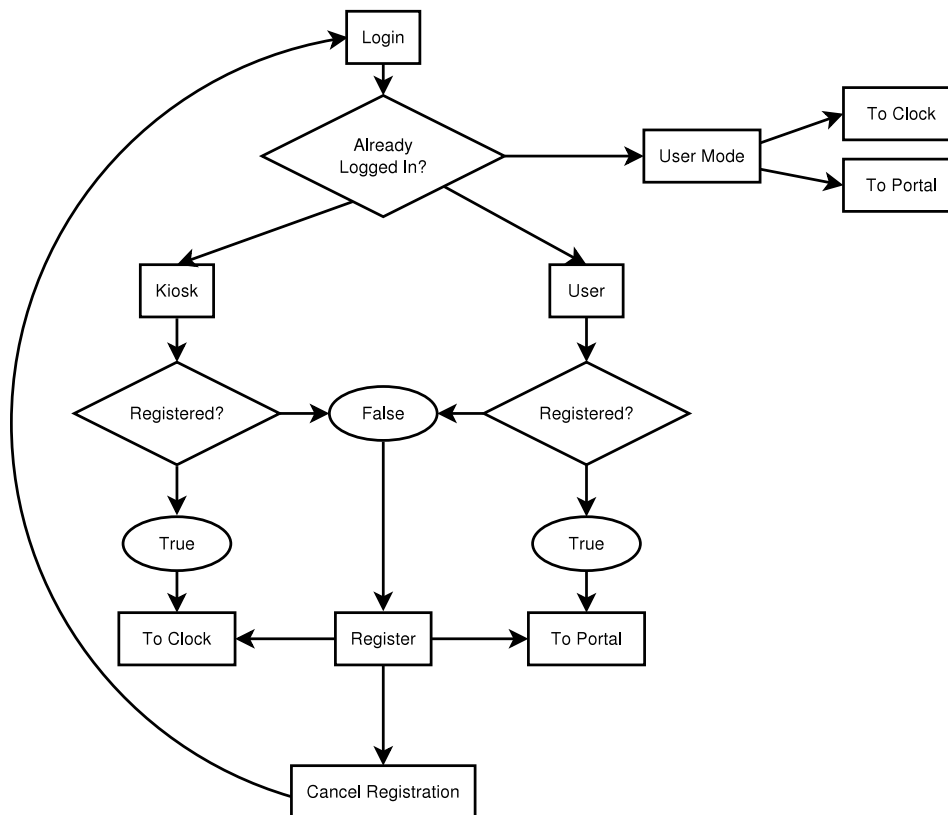 Login
Already
Logged In?
User Mode
To Clock
To Portal
Kiosk
User
Registered?
False
Registered?
True
True
To Clock
Register
To Portal
Cancel Registration